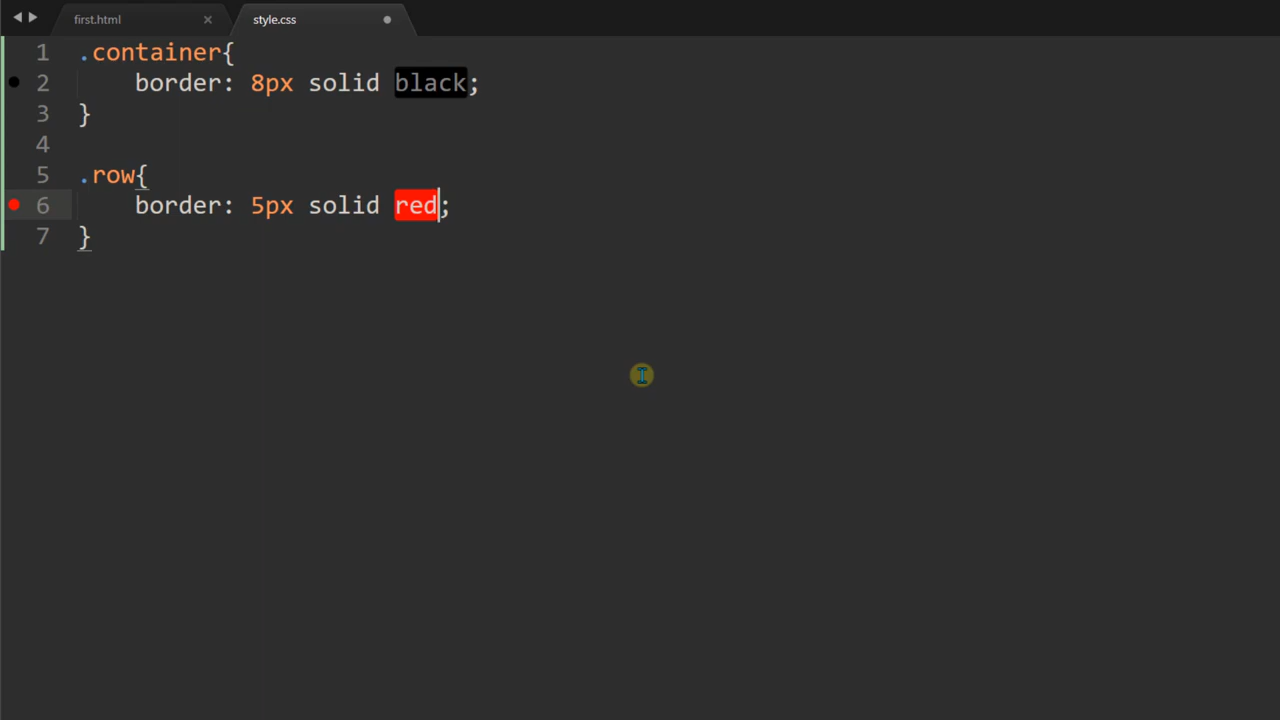 first.html
style.css
1 .container{
2 border: 8px solid black;
3 }
4
5 .row{
6 border: 5px solid red;
7 }